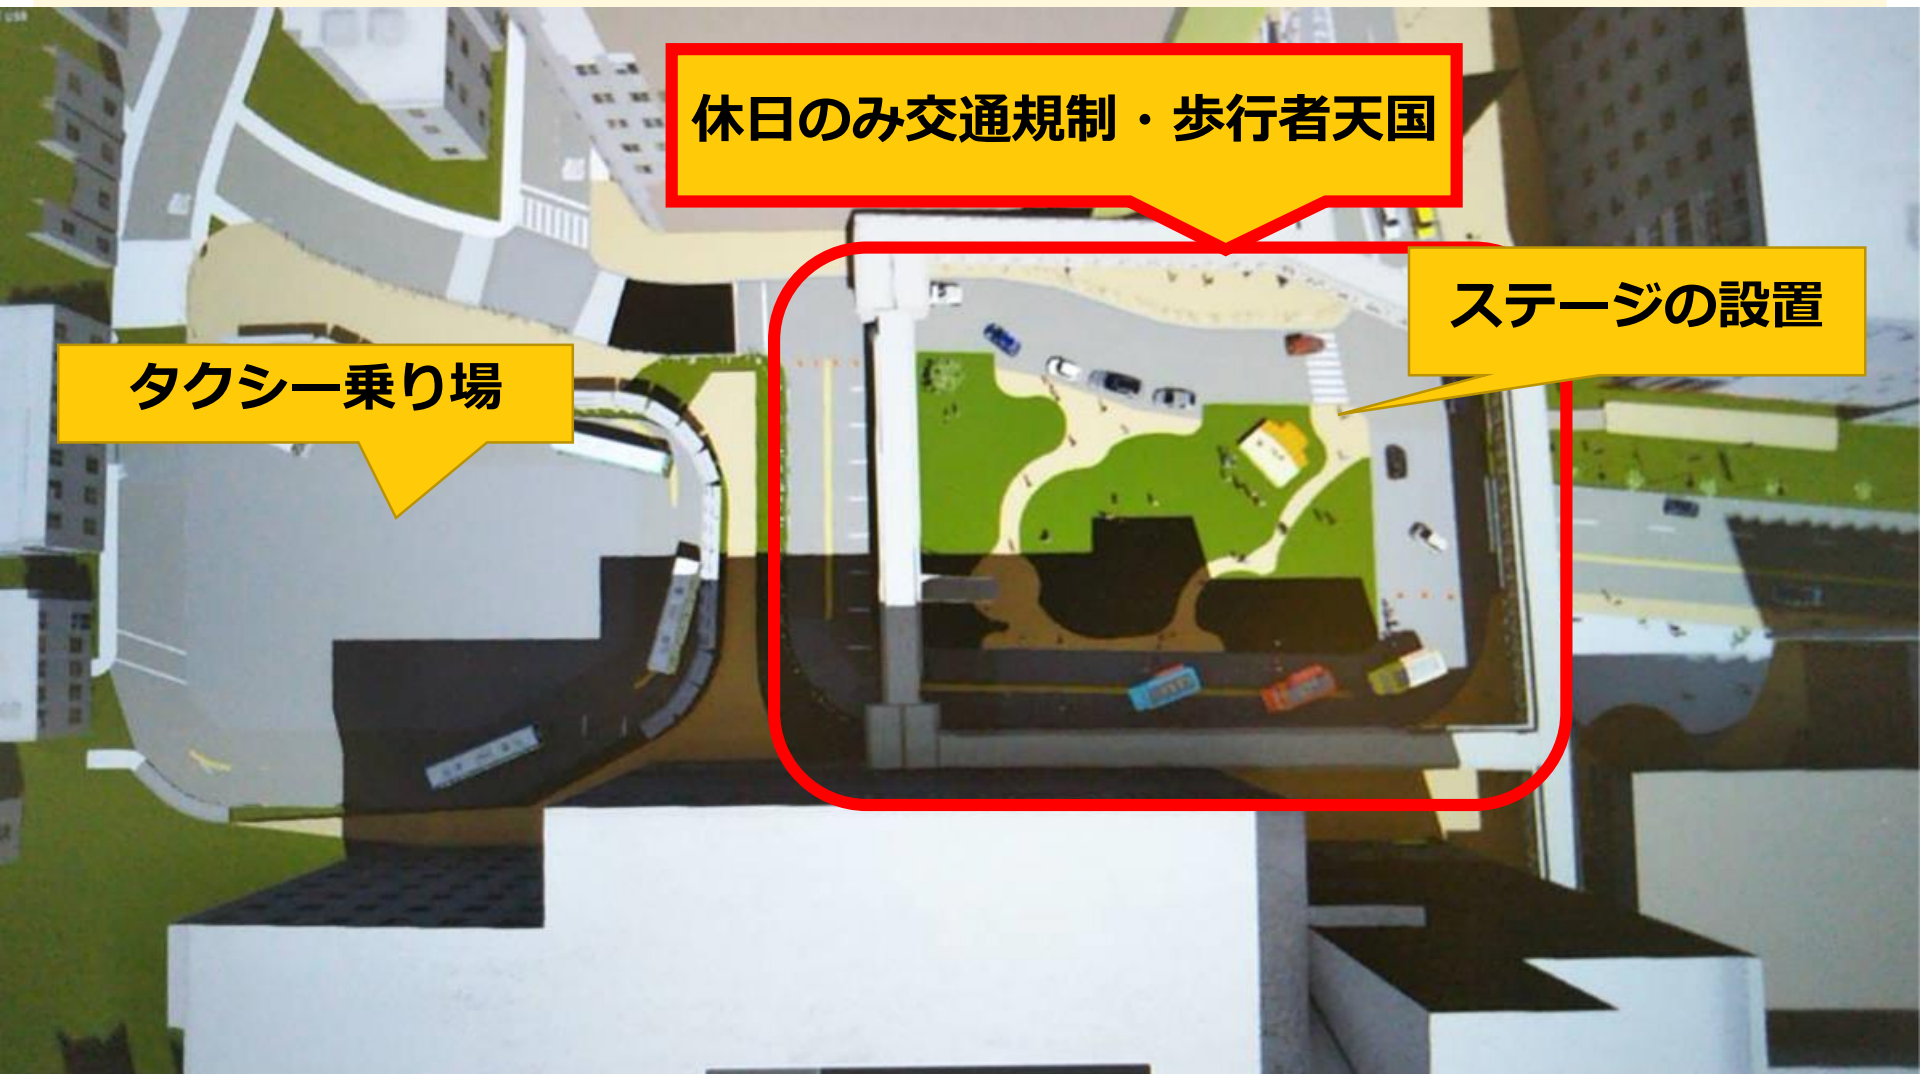 休日のみ交通規制・歩行者天国
ステージの設置
タクシー乗り場